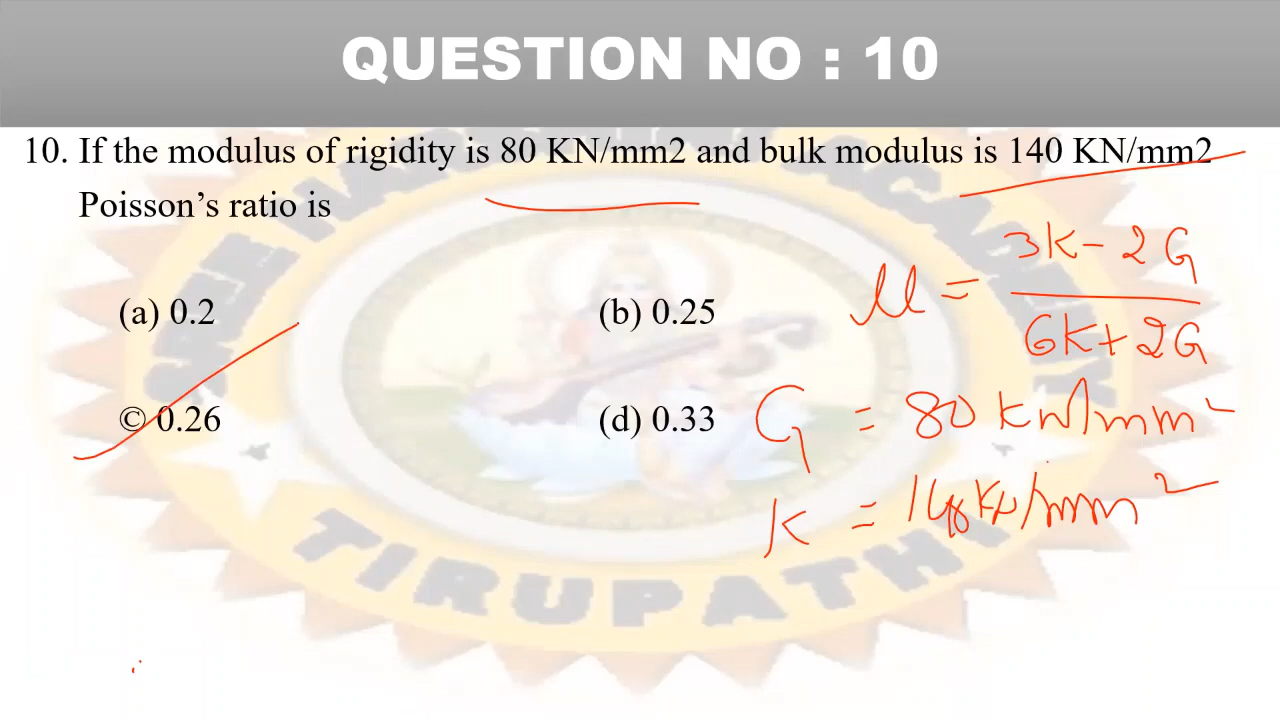 QUESTION NO : 10
10. If the modulus of rigidity is 80 KN/mm2 and bulk modulus is 140 KN/mm2
Poisson’s ratio is
(a) 0.2
(b) 0.25
© 0.26
(d) 0.33
μ = 3K - 2G
6K + 2G
G = 80 KN/mm²
K = 140 KN/mm²
TIRUPATHI